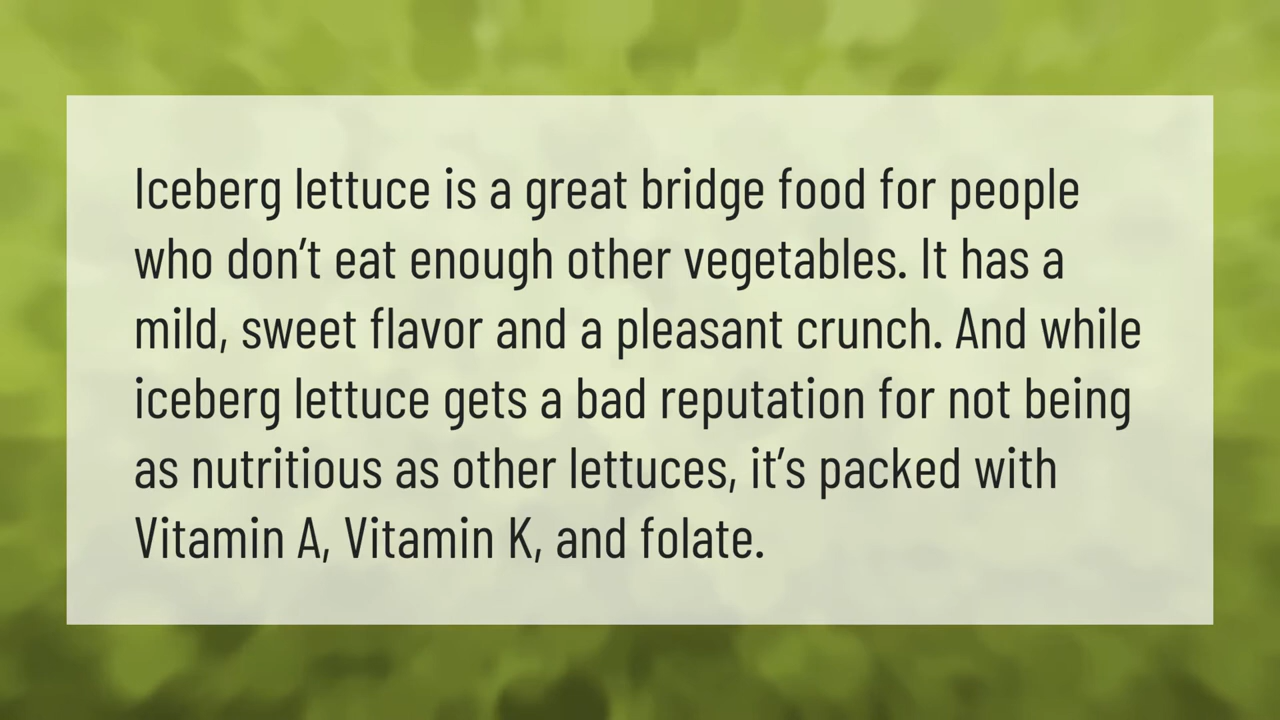 Iceberg lettuce is a great bridge food for people
who don’t eat enough other vegetables. It has a
mild, sweet flavor and a pleasant crunch. And while
iceberg lettuce gets a bad reputation for not being
as nutritious as other lettuces, it’s packed with
Vitamin A, Vitamin K, and folate.